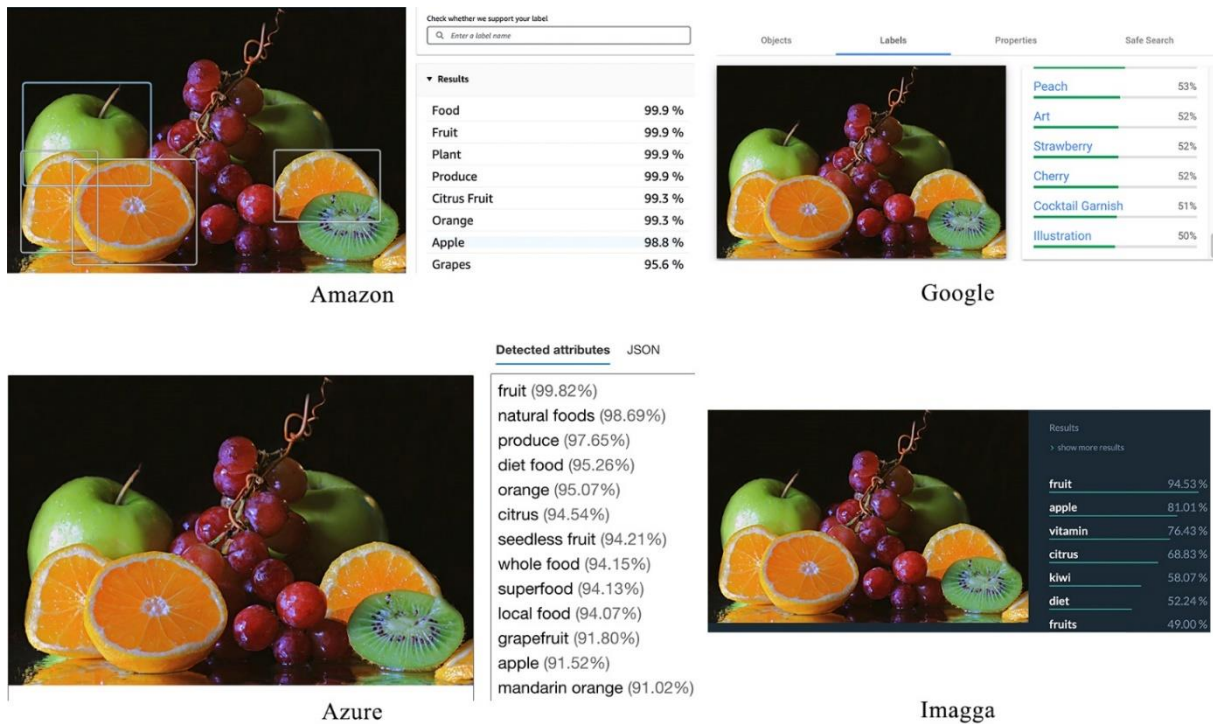 Check whether we support your label
Enter a label name
Results
Food 99.9 %
Fruit 99.9 %
Plant 99.9 %
Produce 99.9 %
Citrus Fruit 99.3 %
Orange 99.3 %
Apple 98.8 %
Grapes 95.6 %
Amazon
Objects Labels Properties Safe Search
Peach 53%
Art 52%
Strawberry 52%
Cherry 52%
Cocktail Garnish 51%
Illustration 50%
Google
Detected attributes JSON
fruit (99.82%)
natural foods (98.69%)
produce (97.65%)
diet food (95.26%)
orange (95.07%)
citrus (94.54%)
seedless fruit (94.21%)
whole food (94.15%)
superfood (94.13%)
local food (94.07%)
grapefruit (91.80%)
apple (91.52%)
mandarin orange (91.02%)
Azure
Results
> show more results
fruit 94.53 %
apple 81.01 %
vitamin 76.43 %
citrus 68.83 %
kiwi 58.07 %
diet 52.24 %
fruits 49.00 %
Imagga